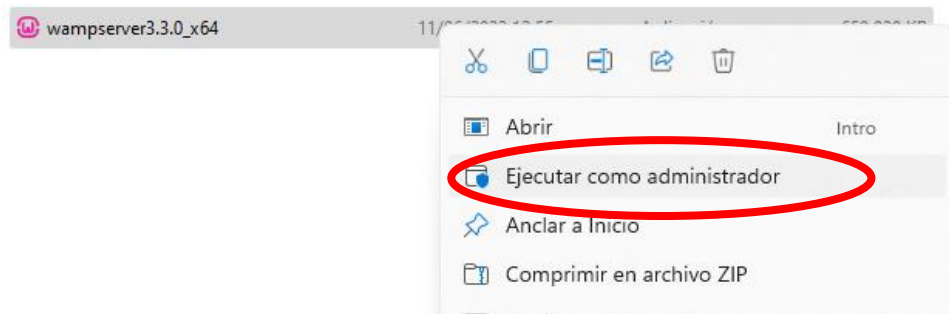 wampserver3.3.0_x64
Abrir Intro
Ejecutar como administrador
Anclar a Inicio
Comprimir en archivo ZIP